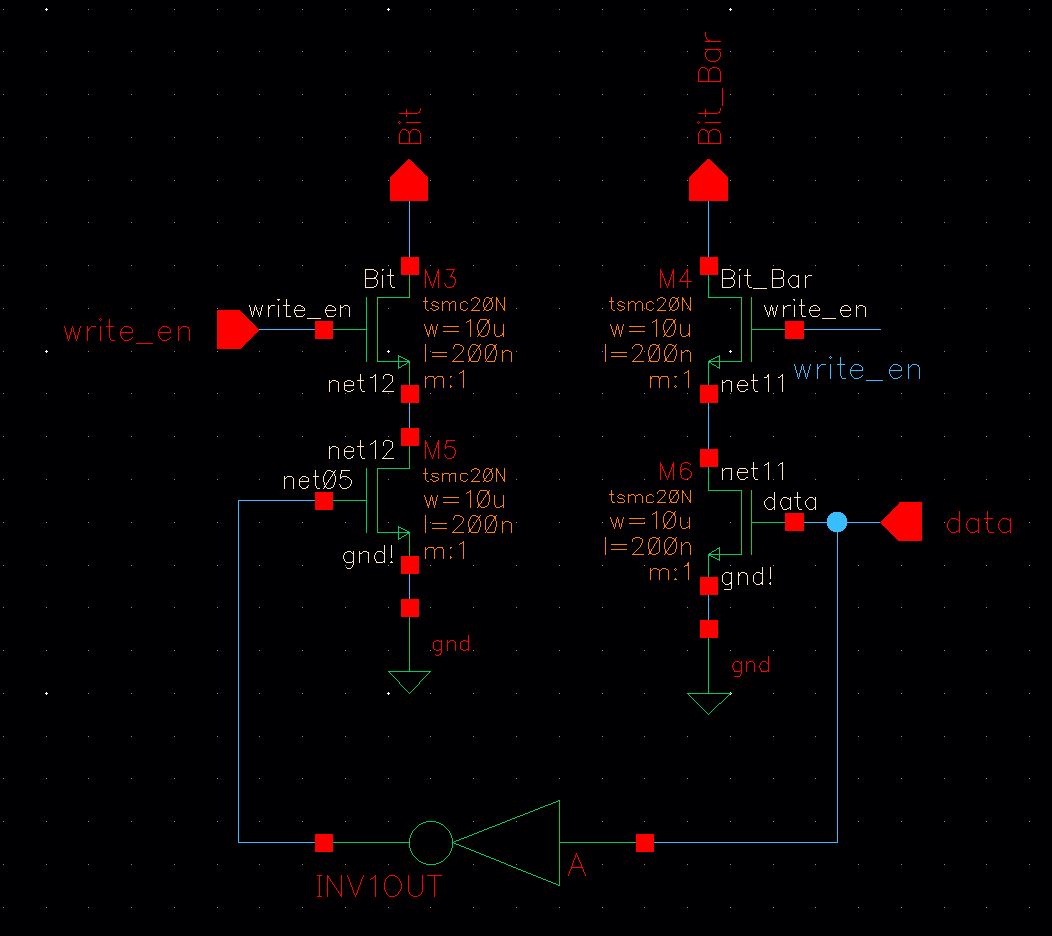 Bit
Bit_Bar
Bit
M3
M4
Bit_Bar
write_en
write_en
tsmc20N
w=10u
l=200n
m:1
net12
tsmc20N
w=10u
l=200n
m:1
net11
write_en
write_en
net12
M5
net05
tsmc20N
w=10u
l=200n
m:1
gnd!
M6
net11
data
tsmc20N
w=10u
l=200n
m:1
gnd!
data
gnd
gnd
A
INV1OUT